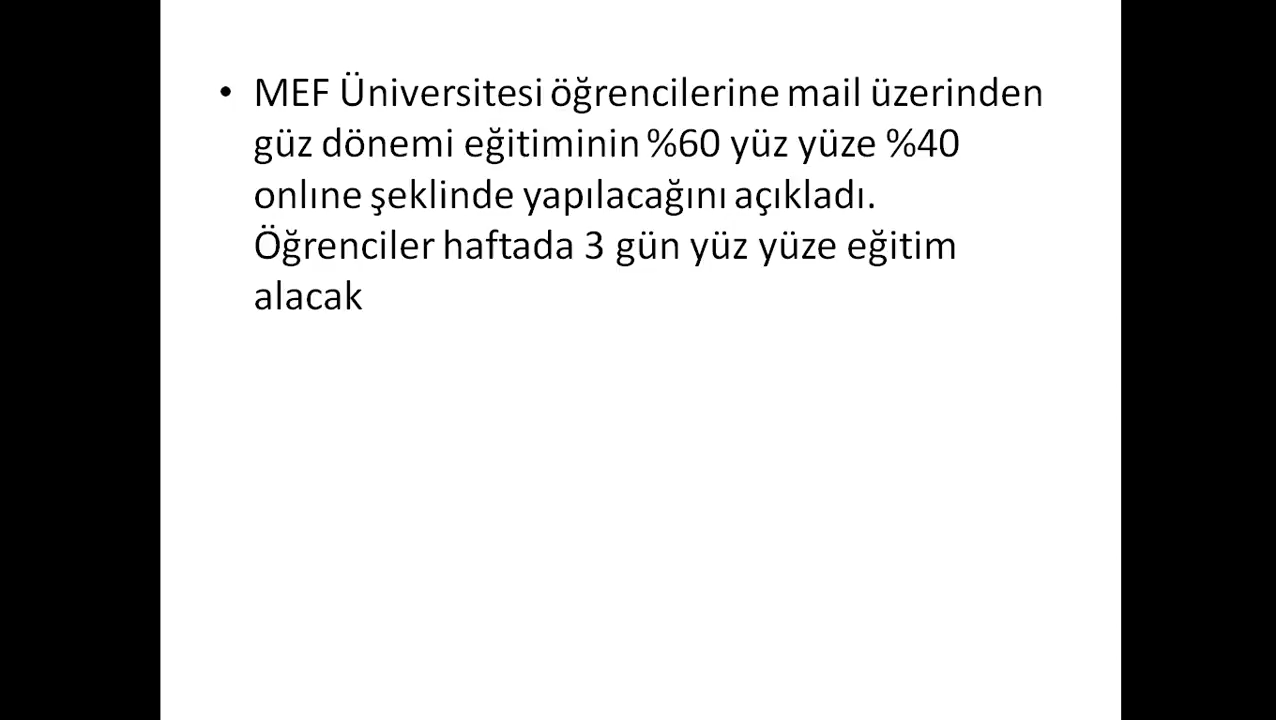 • MEF Üniversitesi öğrencilerine mail üzerinden
güz dönemi eğitiminin %60 yüz yüze %40
onlıne şeklinde yapılacağını açıkladı.
Öğrenciler haftada 3 gün yüz yüze eğitim
alacak